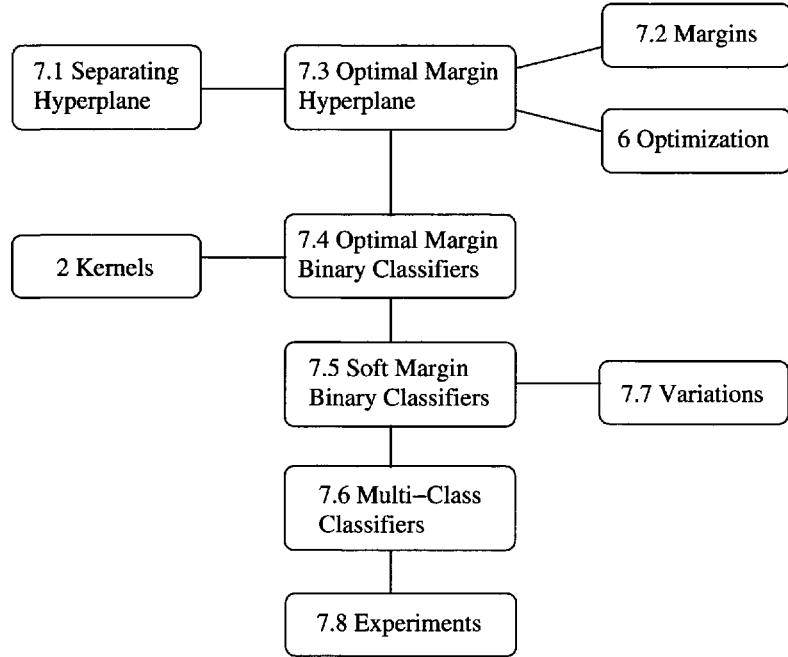 7.2 Margins
7.1 Separating
Hyperplane
7.3 Optimal Margin
Hyperplane
6 Optimization
2 Kernels
7.4 Optimal Margin
Binary Classifiers
7.5 Soft Margin
Binary Classifiers
7.7 Variations
7.6 Multi−Class
Classifiers
7.8 Experiments